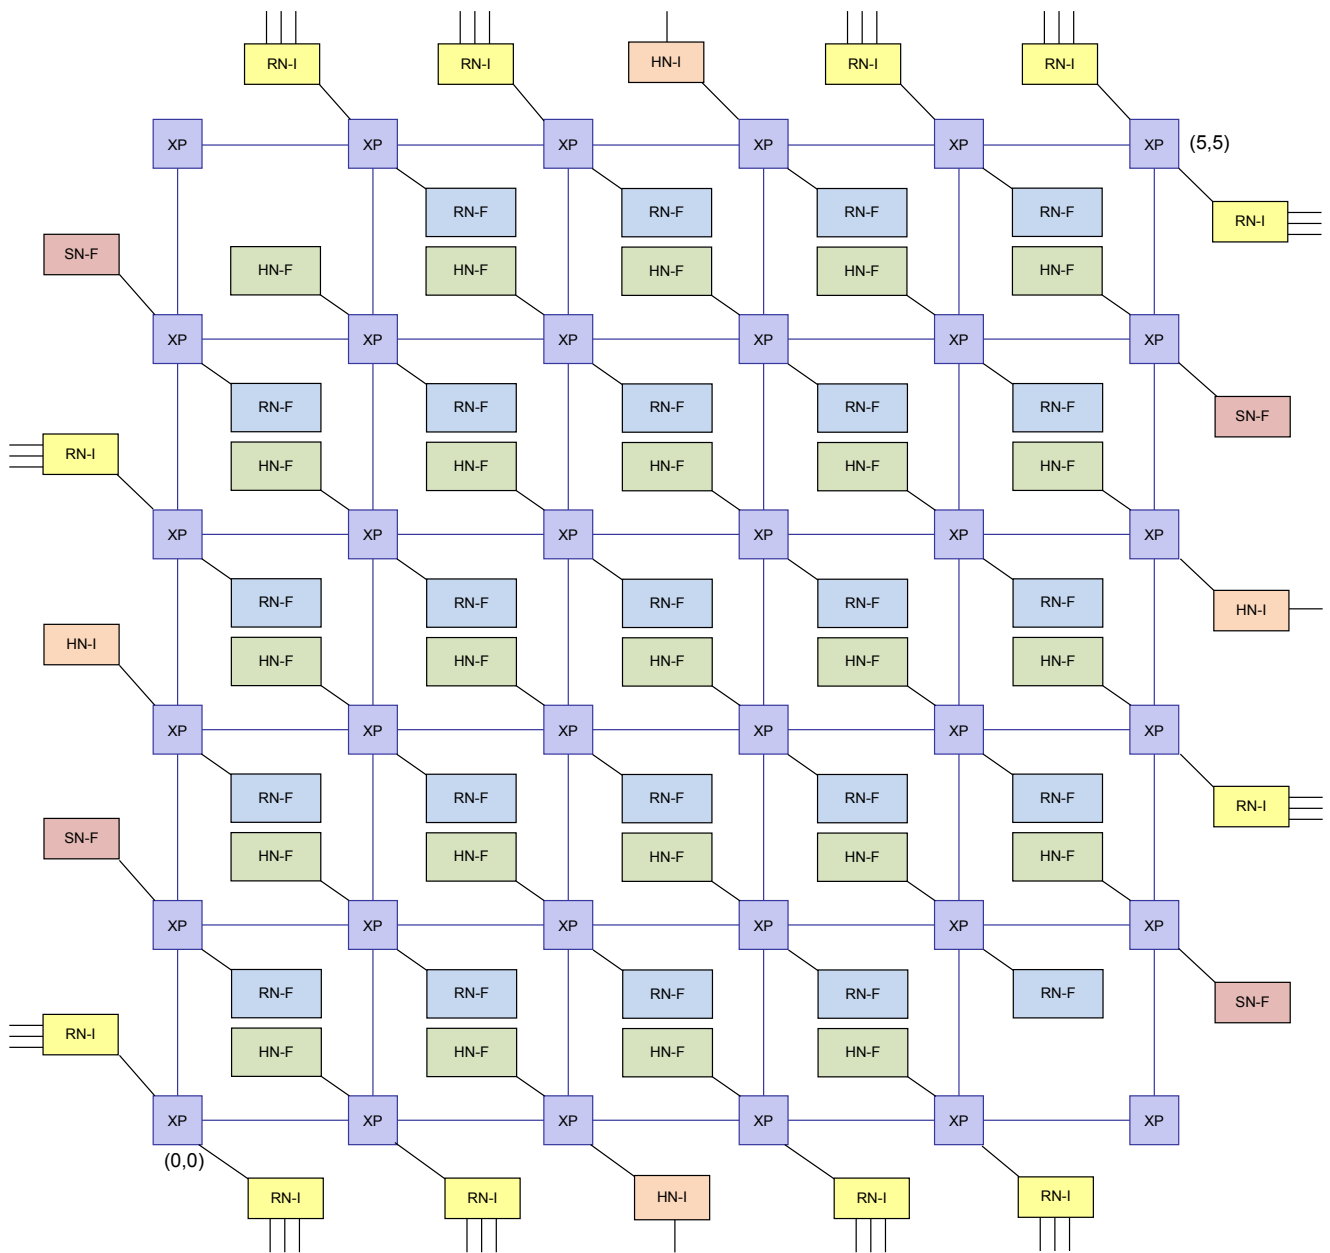 RN-I RN-I HN-I RN-I RN-I
XP XP XP XP XP XP (5,5)
RN-F RN-F RN-F RN-F RN-I
SN-F HN-F HN-F HN-F HN-F HN-F
XP XP XP XP XP XP
RN-F RN-F RN-F RN-F RN-F SN-F
RN-I HN-F HN-F HN-F HN-F HN-F
XP XP XP XP XP XP
RN-F RN-F RN-F RN-F RN-F HN-I
HN-I HN-F HN-F HN-F HN-F HN-F
XP XP XP XP XP XP
RN-F RN-F RN-F RN-F RN-F RN-I
SN-F HN-F HN-F HN-F HN-F HN-F
XP XP XP XP XP XP
RN-F RN-F RN-F RN-F RN-F SN-F
RN-I HN-F HN-F HN-F HN-F
XP XP XP XP XP XP
(0,0)
RN-I RN-I HN-I RN-I RN-I